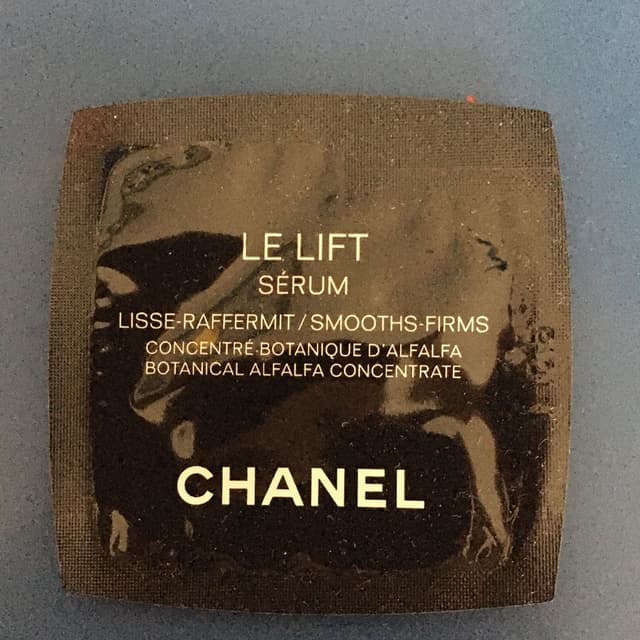 LE LIFT
SÉRUM
LISSE-RAFFERMIT / SMOOTHS-FIRMS
CONCENTRÉ BOTANIQUE D'ALFALFA
BOTANICAL ALFALFA CONCENTRATE
CHANEL